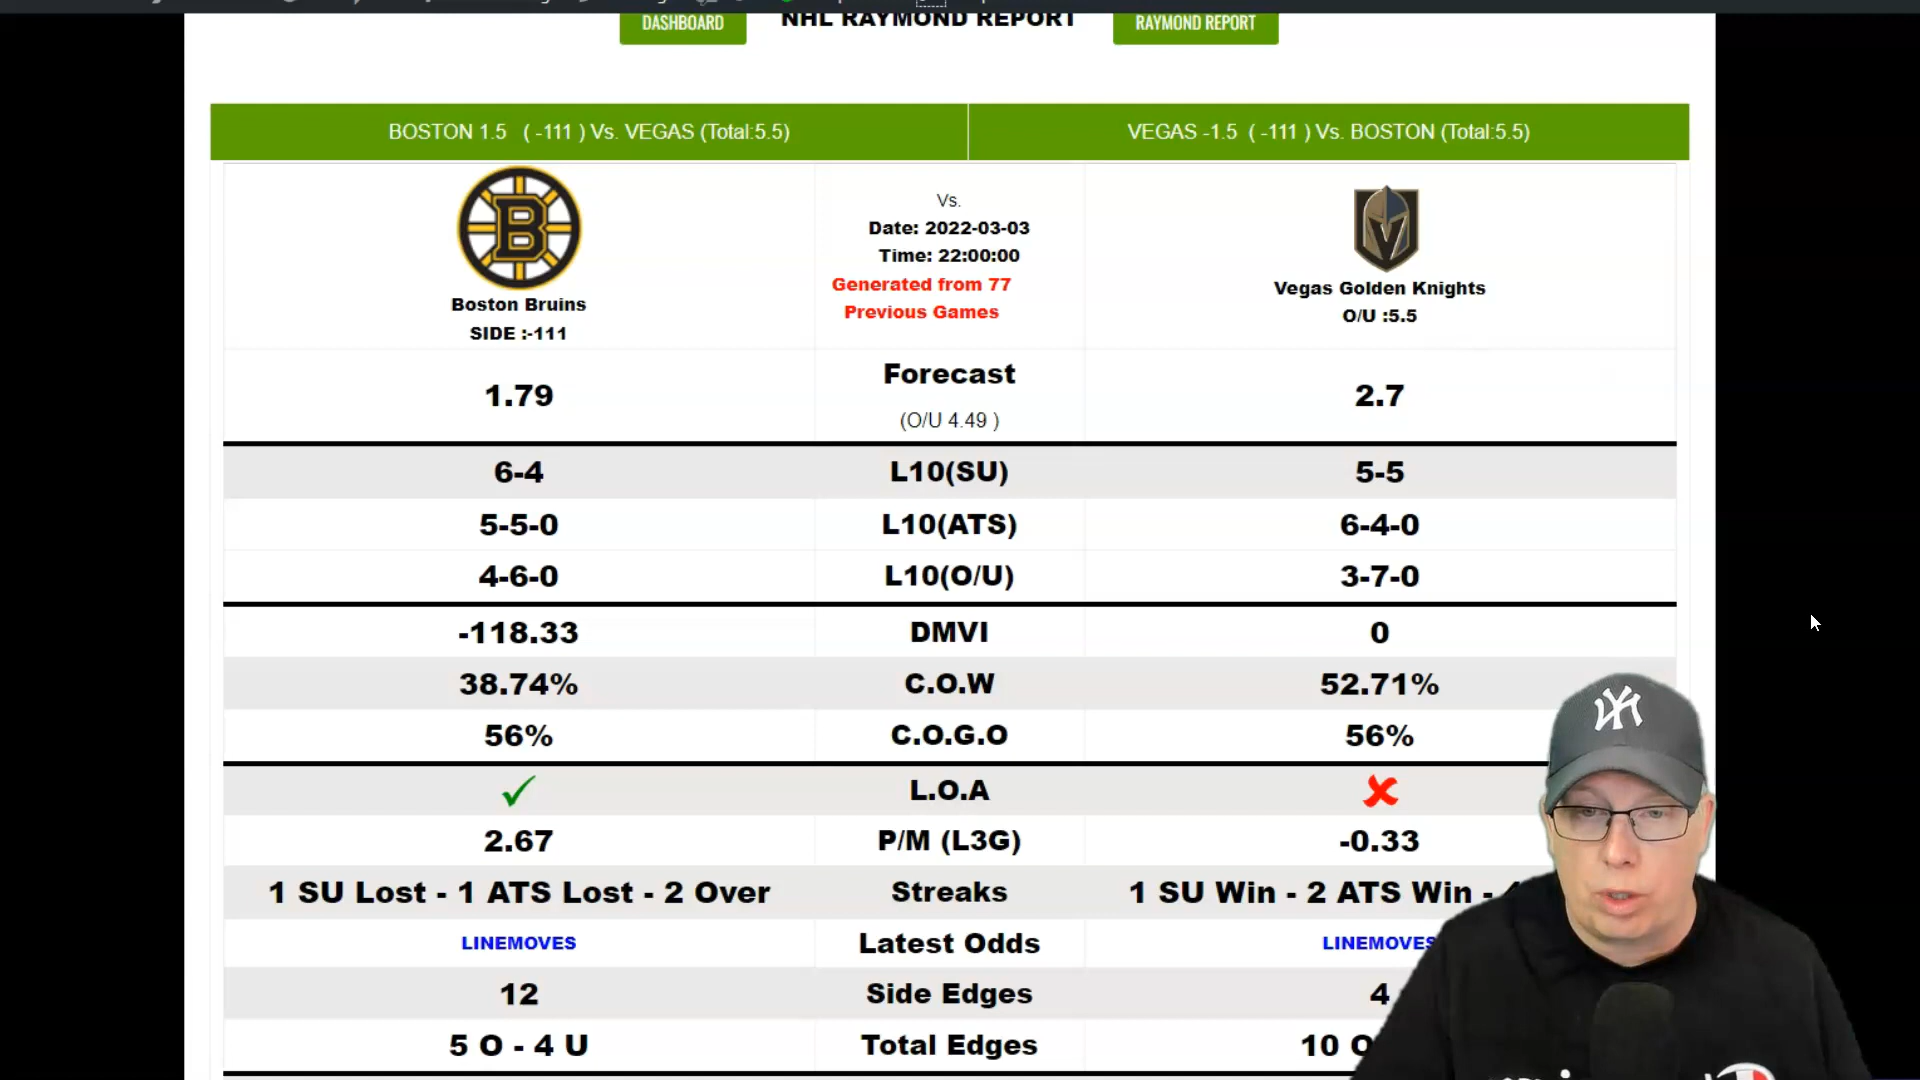 DASHBOARD
NHL RAYMOND REPORT
RAYMOND REPORT
BOSTON 1.5 ( -111 ) Vs. VEGAS (Total:5.5)
VEGAS -1.5 ( -111 ) Vs. BOSTON (Total:5.5)
B
Boston Bruins
SIDE :-111
Vs.
Date: 2022-03-03
Time: 22:00:00
Generated from 77
Previous Games
Vegas Golden Knights
O/U :5.5
1.79
Forecast
(O/U 4.49 )
2.7
6-4 L10(SU) 5-5
5-5-0 L10(ATS) 6-4-0
4-6-0 L10(O/U) 3-7-0
-118.33 DMVI 0
38.74% C.O.W 52.71%
56% C.O.G.O 56%
L.O.A
2.67 P/M (L3G) -0.33
1 SU Lost - 1 ATS Lost - 2 Over Streaks 1 SU Win - 2 ATS Win -
LINEMOVES Latest Odds LINEMOVES
12 Side Edges 4
5 O - 4 U Total Edges 10 O
NY